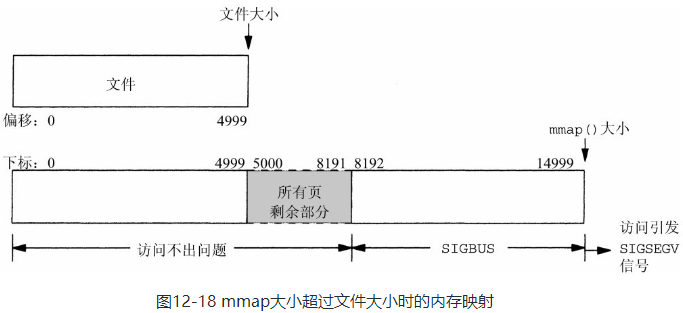 文件大小
文件
偏移：0 4999
mmap()大小
下标：0 4999 5000 8191 8192 14999
所有页
剩余部分
访问不出问题 SIGBUS 访问引发
SIGSEGV
信号
图12-18 mmap大小超过文件大小时的内存映射